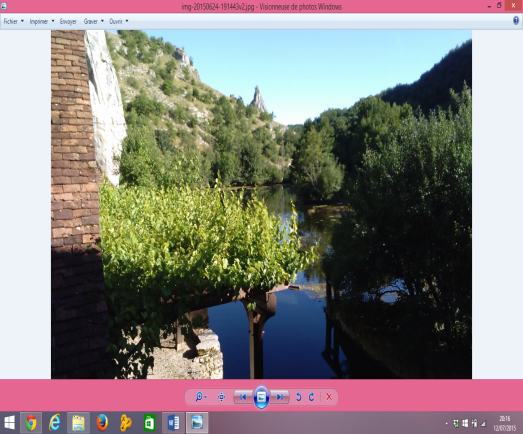 img-20150624-191443v2.jpg - Visionneuse de photos Windows
Fichier Imprimer Envoyer Graver Ouvrir
20:16
12/07/2015